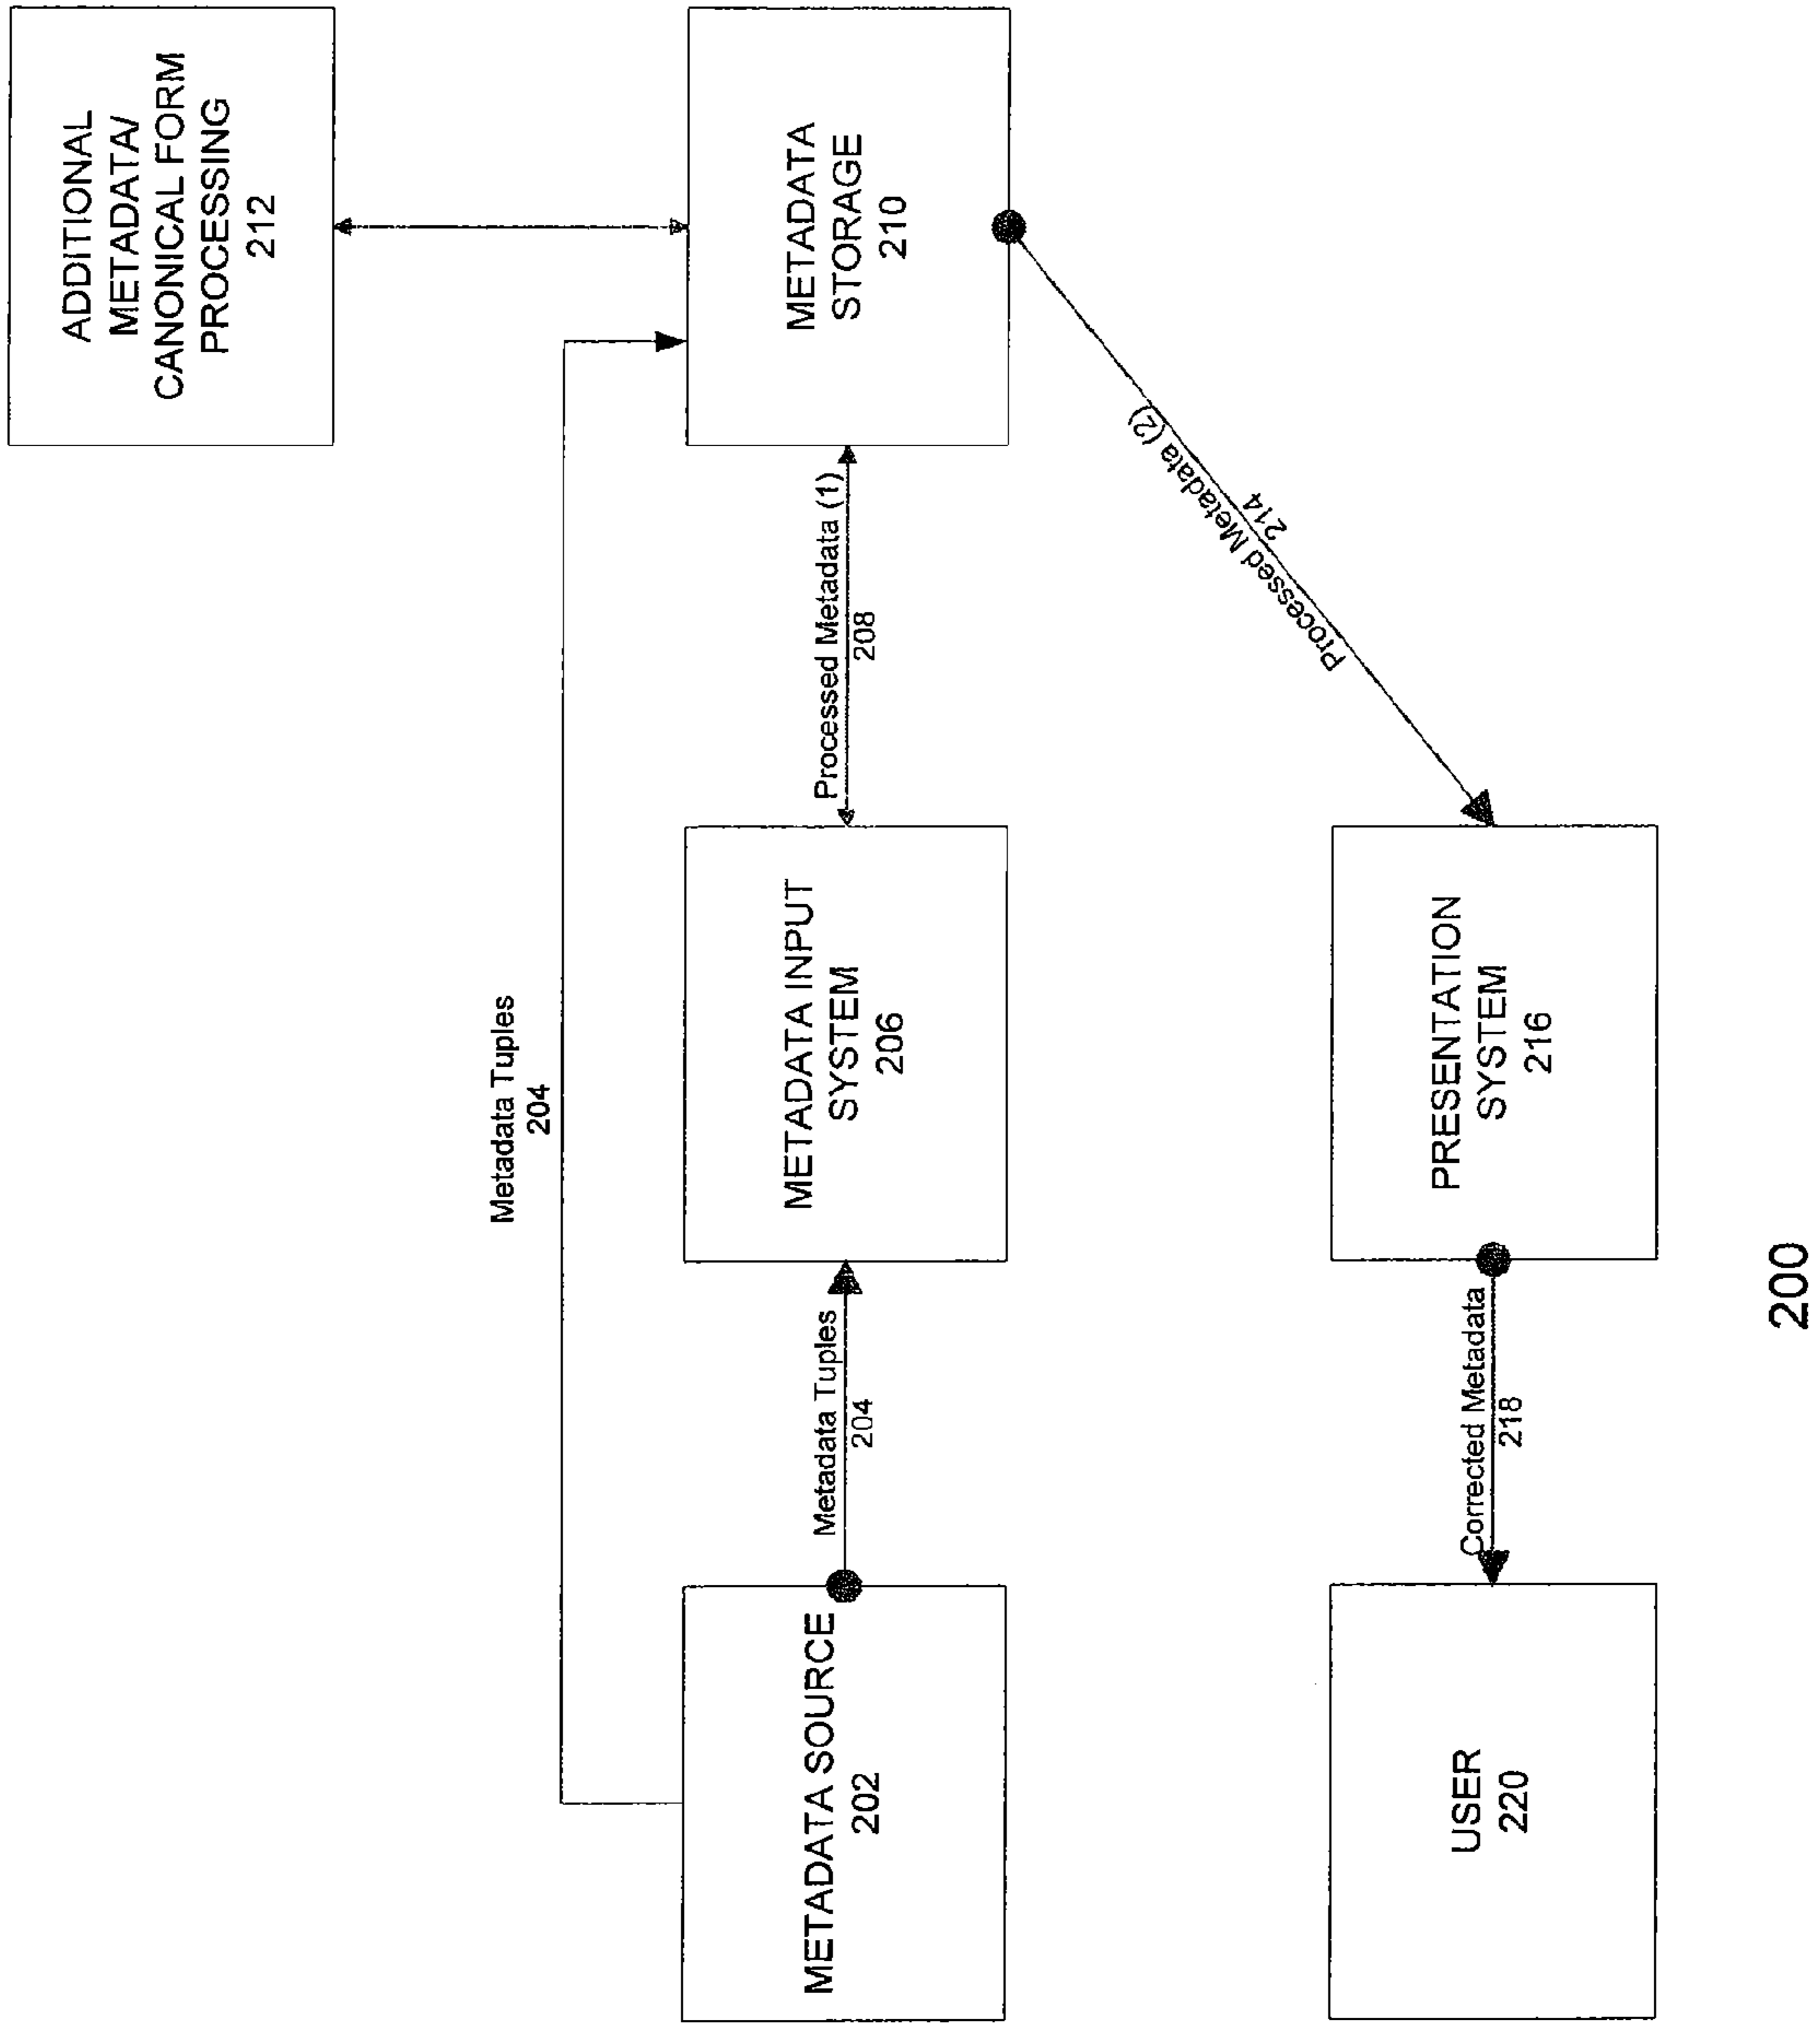 ADDITIONAL
METADATA/
CANONICAL FORM
PROCESSING
212
Metadata Tuples
204
METADATA SOURCE
202
Metadata Tuples
204
METADATA INPUT
SYSTEM
206
Processed Metadata (1)
208
METADATA
STORAGE
210
Processed Metadata (2)
214
USER
220
Corrected Metadata
218
PRESENTATION
SYSTEM
216
200